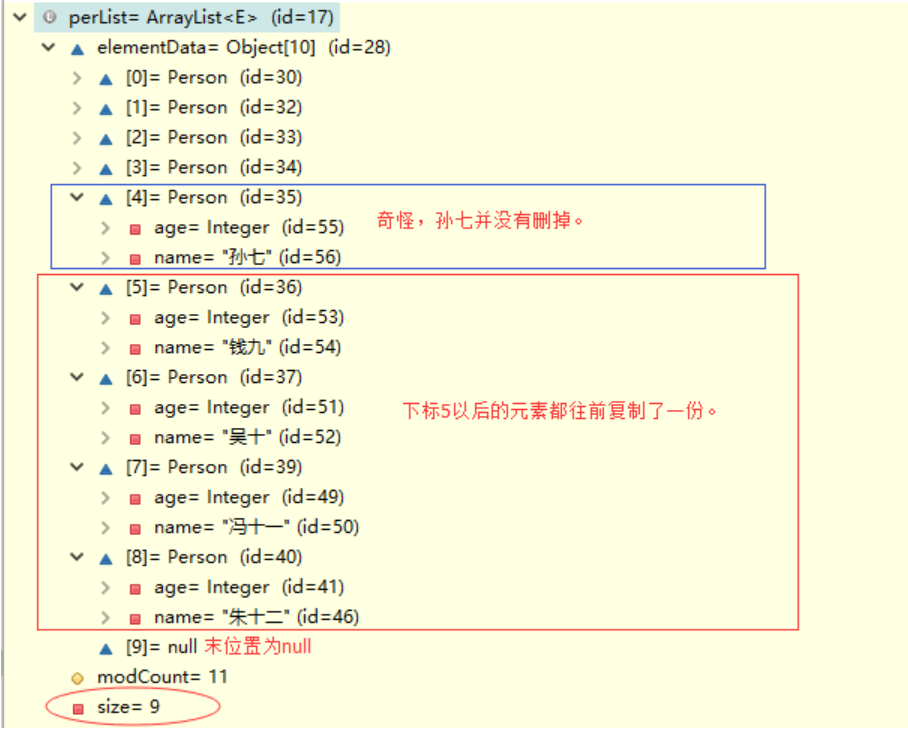 perList= ArrayList<E> (id=17)
elementData= Object[10] (id=28)
[0]= Person (id=30)
[1]= Person (id=32)
[2]= Person (id=33)
[3]= Person (id=34)
[4]= Person (id=35)
age= Integer (id=55)
奇怪，孙七并没有删掉。
name= "孙七" (id=56)
[5]= Person (id=36)
age= Integer (id=53)
name= "钱九" (id=54)
[6]= Person (id=37)
age= Integer (id=51)
下标5以后的元素都往前复制了一份。
name= "吴十" (id=52)
[7]= Person (id=39)
age= Integer (id=49)
name= "冯十一" (id=50)
[8]= Person (id=40)
age= Integer (id=41)
name= "朱十二" (id=46)
[9]= null 末位置为null
modCount= 11
size= 9